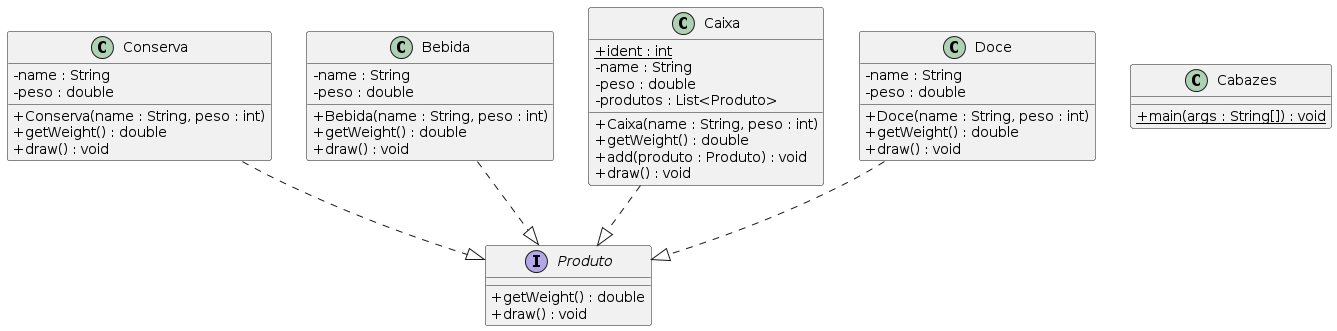 C Conserva
-name : String
-peso : double
+Conserva(name : String, peso : int)
+getWeight() : double
+draw() : void
C Bebida
-name : String
-peso : double
+Bebida(name : String, peso : int)
+getWeight() : double
+draw() : void
C Caixa
+ident : int
-name : String
-peso : double
-produtos : List<Produto>
+Caixa(name : String, peso : int)
+getWeight() : double
+add(produto : Produto) : void
+draw() : void
C Doce
-name : String
-peso : double
+Doce(name : String, peso : int)
+getWeight() : double
+draw() : void
C Cabazes
+main(args : String[]) : void
I Produto
+getWeight() : double
+draw() : void